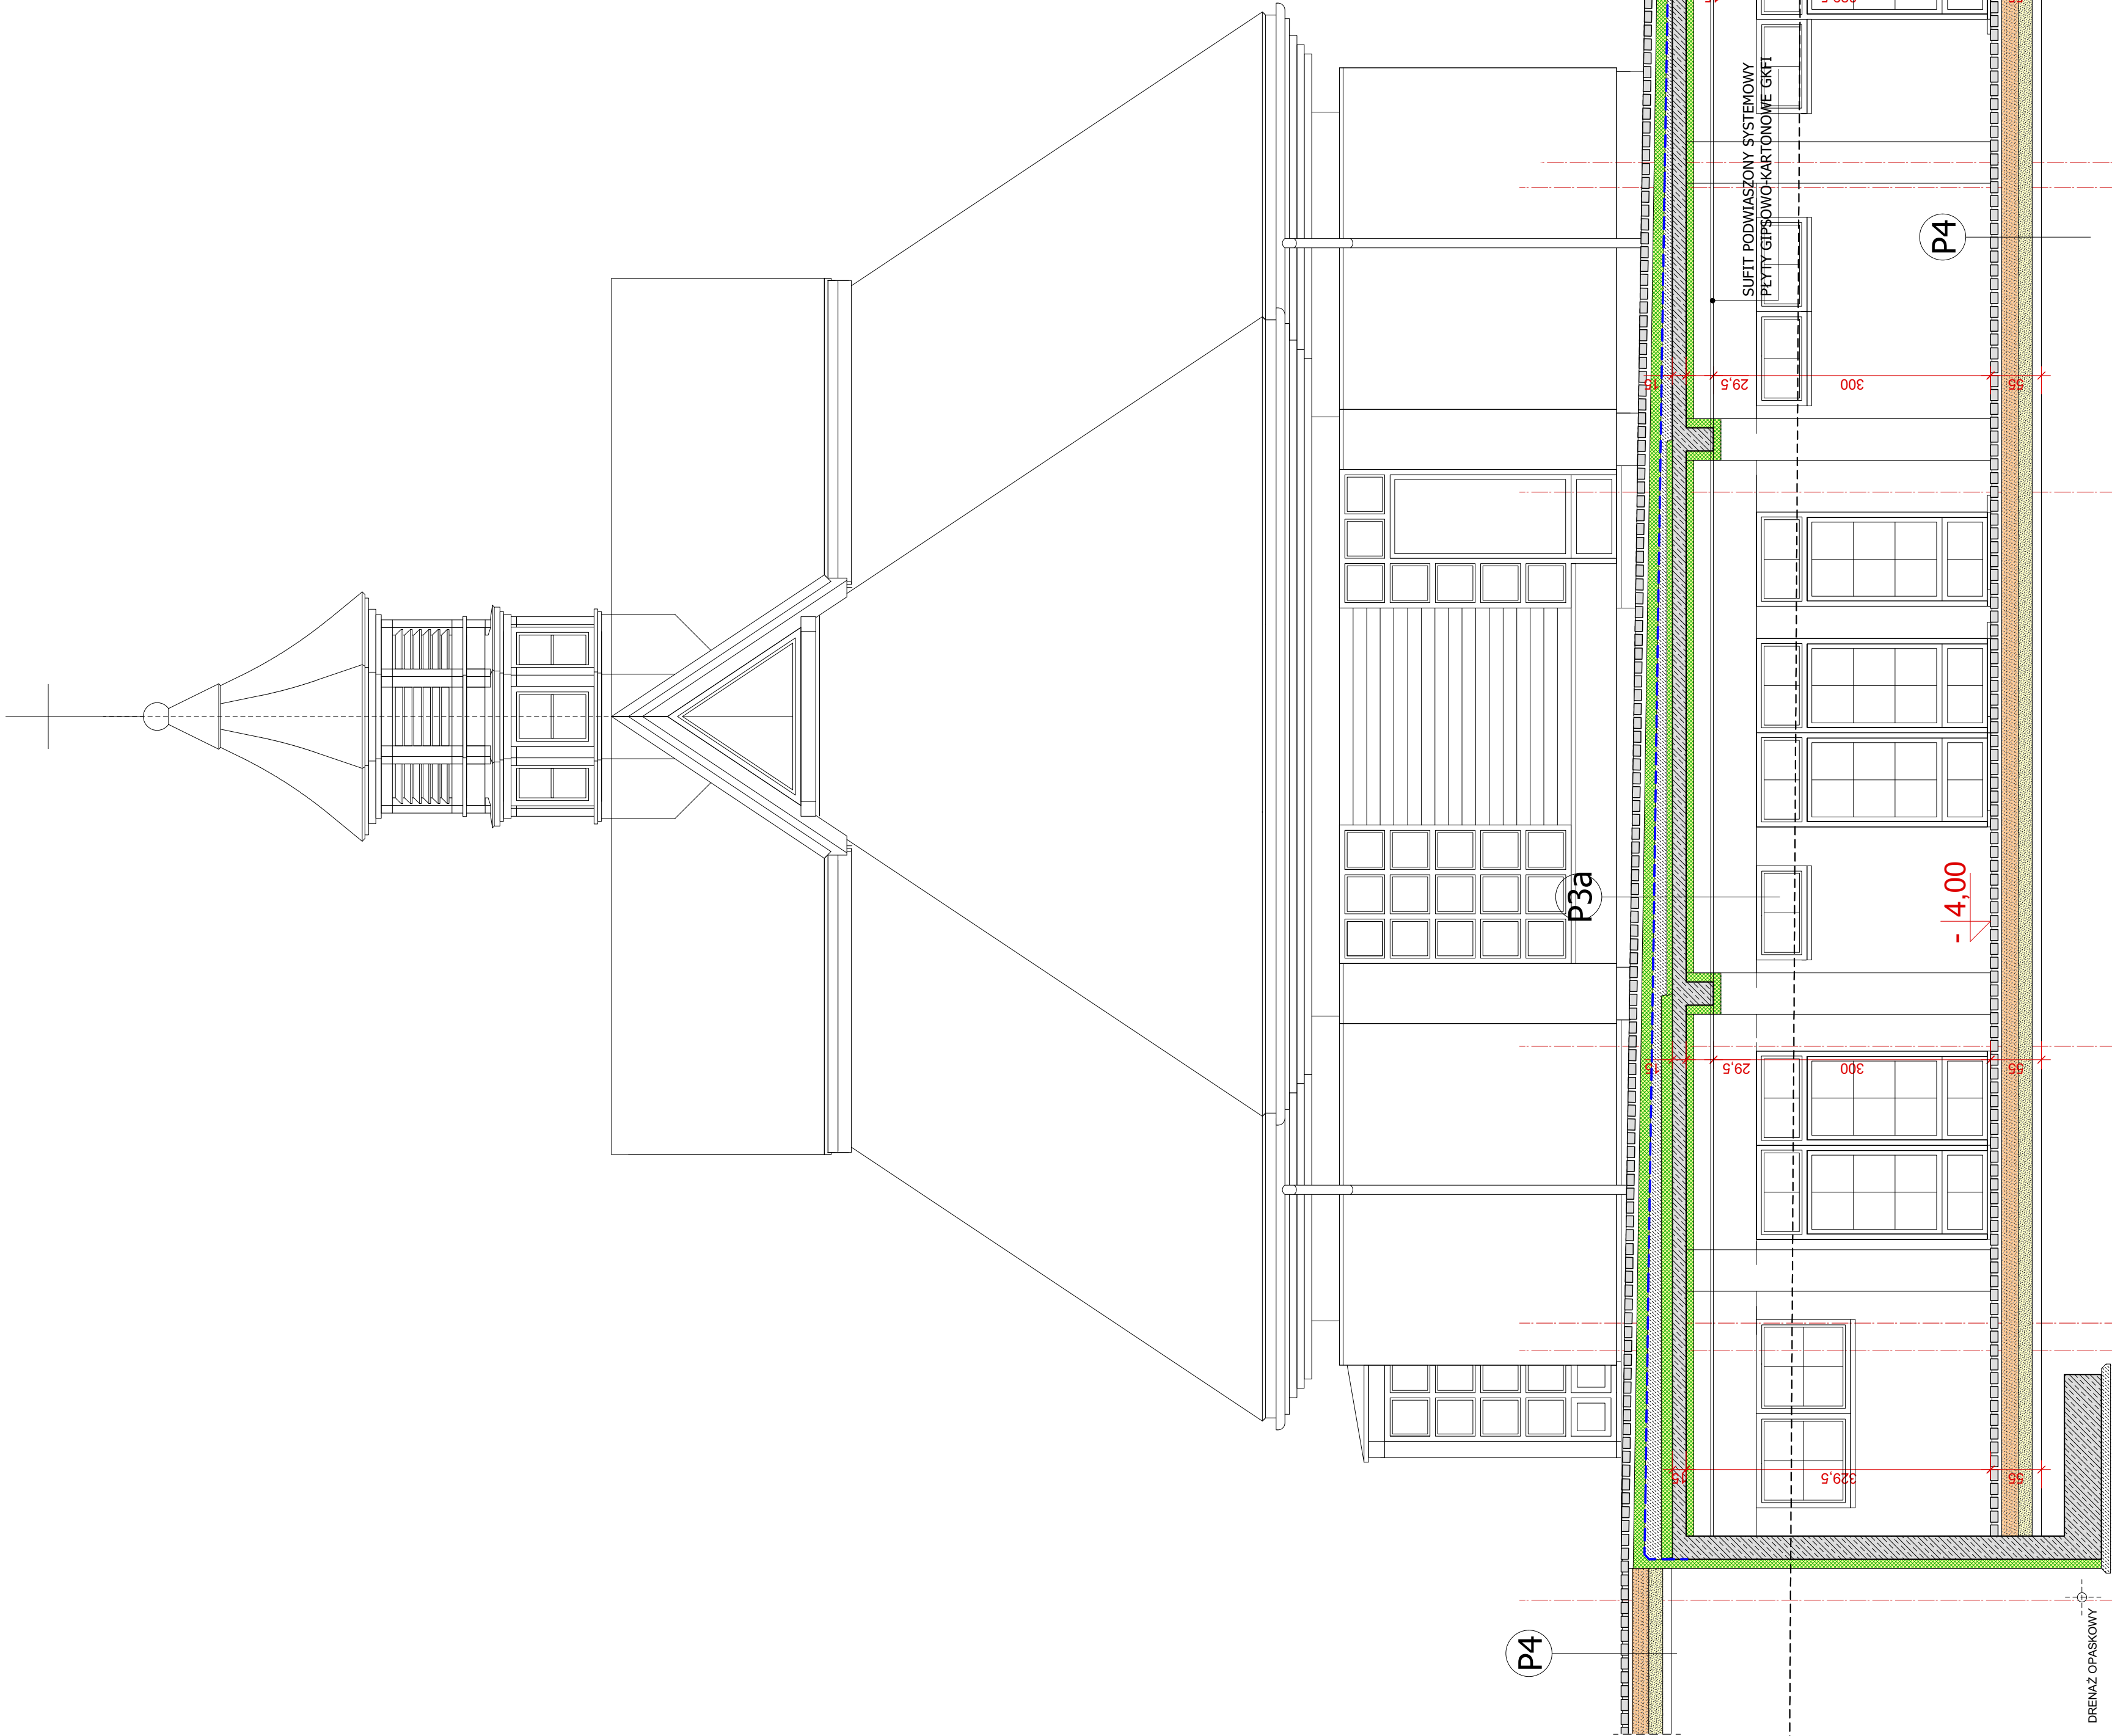 SUFIT PODWIASZONY SYSTEMOWY
PŁYTY GIPSOWO-KARTONOWE GKFI
P4
15
29,5
300
55
P3a
- 4,00
15
29,5
300
55
15
329,5
55
P4
DRENAŻ OPASKOWY